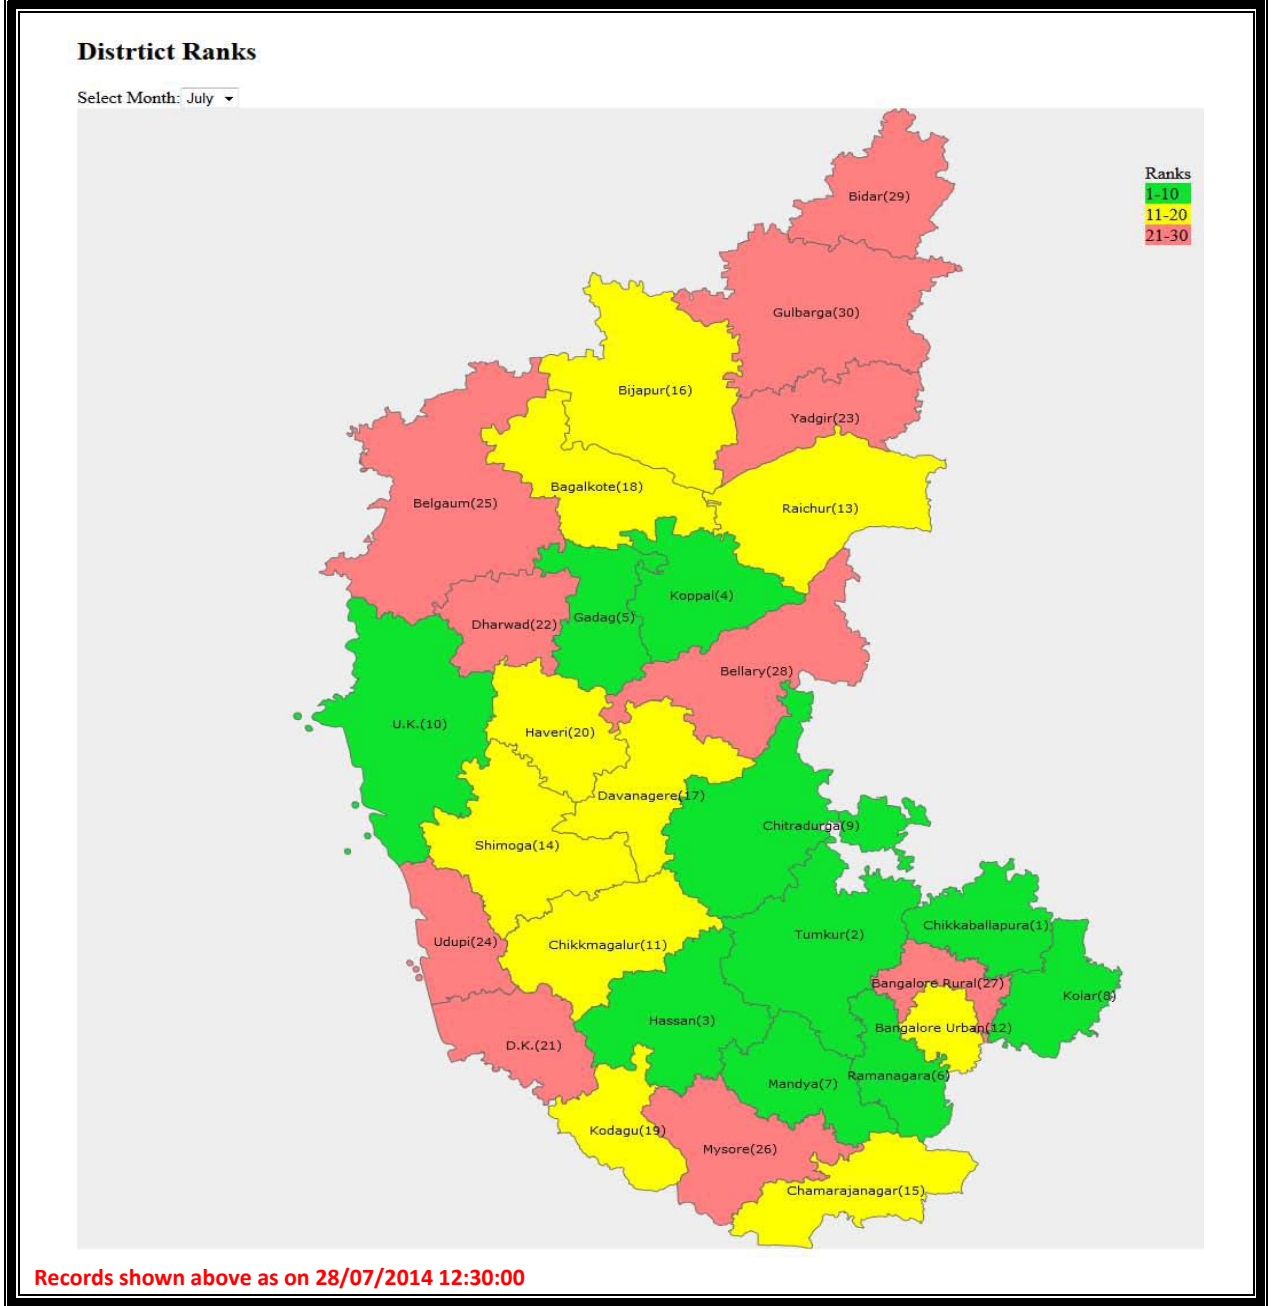 Distrtict Ranks
Select Month: July
Ranks
1-10
11-20
21-30
Bidar(29)
Gulbarga(30)
Bijapur(16)
Yadgir(23)
Bagalkote(18)
Belgaum(25)
Raichur(13)
Koppal(4)
Gadag(5)
Dharwad(22)
Bellary(28)
U.K.(10)
Haveri(20)
Davanagere(17)
Chitradurga(9)
Shimoga(14)
Chikkaballapura(1)
Tumkur(2)
Udupi(24)
Chikkmagalur(11)
Bangalore Rural(27)
Kolar(8)
Hassan(3)
Bangalore Urban(12)
D.K.(21)
Ramanagara(6)
Mandya(7)
Kodagu(19)
Mysore(26)
Chamarajanagar(15)
Records shown above as on 28/07/2014 12:30:00